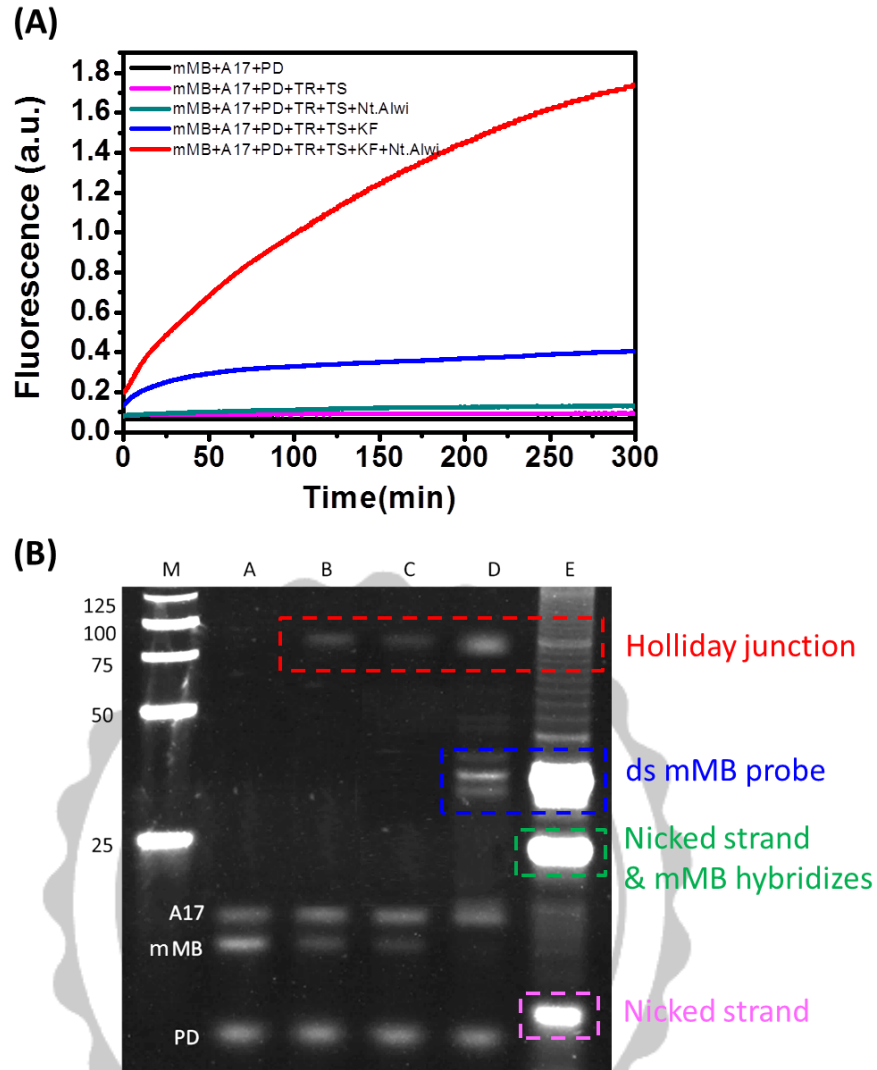 (A)
1.8
1.6
1.4
1.2
1.0
0.8
0.6
0.4
0.2
0.0
Fluorescence (a.u.)
mMB+A17+PD
mMB+A17+PD+TR+TS
mMB+A17+PD+TR+TS+Nt.Alwi
mMB+A17+PD+TR+TS+KF
mMB+A17+PD+TR+TS+KF+Nt.Alwi
0 50 100 150 200 250 300
Time(min)
(B)
M A B C D E
125
100
75
50
25
A17
mMB
PD
Holliday junction
ds mMB probe
Nicked strand
& mMB hybridizes
Nicked strand